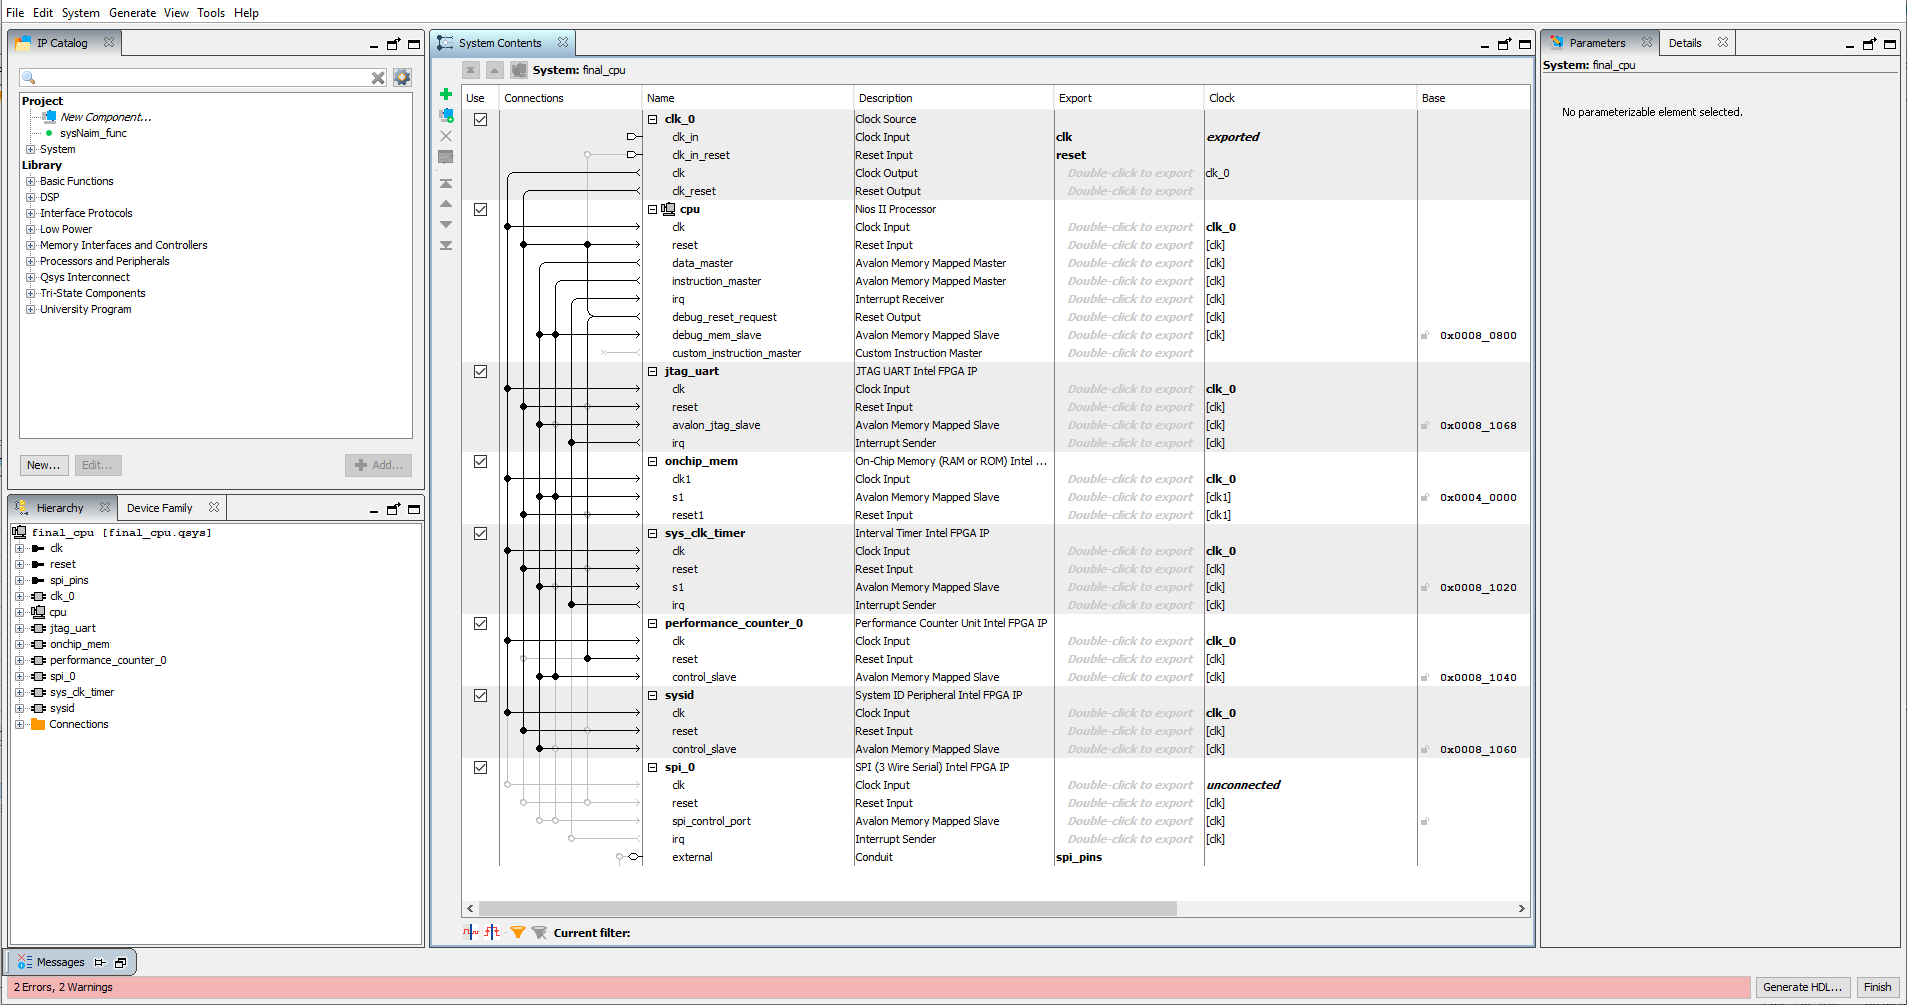 File Edit System Generate View Tools Help
IP Catalog
Project
New Component...
sysNaim_func
System
Library
Basic Functions
DSP
Interface Protocols
Low Power
Memory Interfaces and Controllers
Processors and Peripherals
Qsys Interconnect
Tri-State Components
University Program
New... Edit... Add...
Hierarchy Device Family
final_cpu [final_cpu.qsys]
clk
reset
spi_pins
clk_0
cpu
jtag_uart
onchip_mem
performance_counter_0
spi_0
sys_clk_timer
sysid
Connections
System Contents
System: final_cpu
Use Connections Name Description Export Clock Base
clk_0 Clock Source
clk_in Clock Input clk exported
clk_in_reset Reset Input reset
clk Clock Output Double-click to export clk_0
clk_reset Reset Output Double-click to export
cpu Nios II Processor
clk Clock Input Double-click to export clk_0
reset Reset Input Double-click to export [clk]
data_master Avalon Memory Mapped Master Double-click to export [clk]
instruction_master Avalon Memory Mapped Master Double-click to export [clk]
irq Interrupt Receiver Double-click to export [clk]
debug_reset_request Reset Output Double-click to export [clk]
debug_mem_slave Avalon Memory Mapped Slave Double-click to export [clk] 0x0008_0800
custom_instruction_master Custom Instruction Master Double-click to export
jtag_uart JTAG UART Intel FPGA IP
clk Clock Input Double-click to export clk_0
reset Reset Input Double-click to export [clk]
avalon_jtag_slave Avalon Memory Mapped Slave Double-click to export [clk] 0x0008_1068
irq Interrupt Sender Double-click to export [clk]
onchip_mem On-Chip Memory (RAM or ROM) Intel ...
clk1 Clock Input Double-click to export clk_0
s1 Avalon Memory Mapped Slave Double-click to export [clk1] 0x0004_0000
reset1 Reset Input Double-click to export [clk1]
sys_clk_timer Interval Timer Intel FPGA IP
clk Clock Input Double-click to export clk_0
reset Reset Input Double-click to export [clk]
s1 Avalon Memory Mapped Slave Double-click to export [clk] 0x0008_1020
irq Interrupt Sender Double-click to export [clk]
performance_counter_0 Performance Counter Unit Intel FPGA IP
clk Clock Input Double-click to export clk_0
reset Reset Input Double-click to export [clk]
control_slave Avalon Memory Mapped Slave Double-click to export [clk] 0x0008_1040
sysid System ID Peripheral Intel FPGA IP
clk Clock Input Double-click to export clk_0
reset Reset Input Double-click to export [clk]
control_slave Avalon Memory Mapped Slave Double-click to export [clk] 0x0008_1060
spi_0 SPI (3 Wire Serial) Intel FPGA IP
clk Clock Input Double-click to export unconnected
reset Reset Input Double-click to export [clk]
spi_control_port Avalon Memory Mapped Slave Double-click to export [clk]
irq Interrupt Sender Double-click to export [clk]
external Conduit spi_pins
Current filter:
Parameters Details
System: final_cpu
No parameterizable element selected.
Messages
2 Errors, 2 Warnings
Generate HDL... Finish